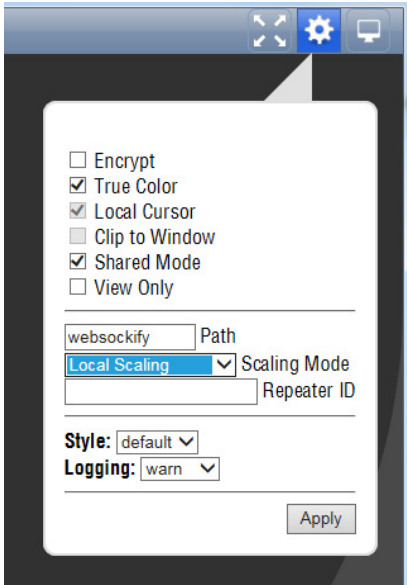 Encrypt
True Color
Local Cursor
Clip to Window
Shared Mode
View Only
websockify Path
Local Scaling Scaling Mode
Repeater ID
Style: default
Logging: warn
Apply